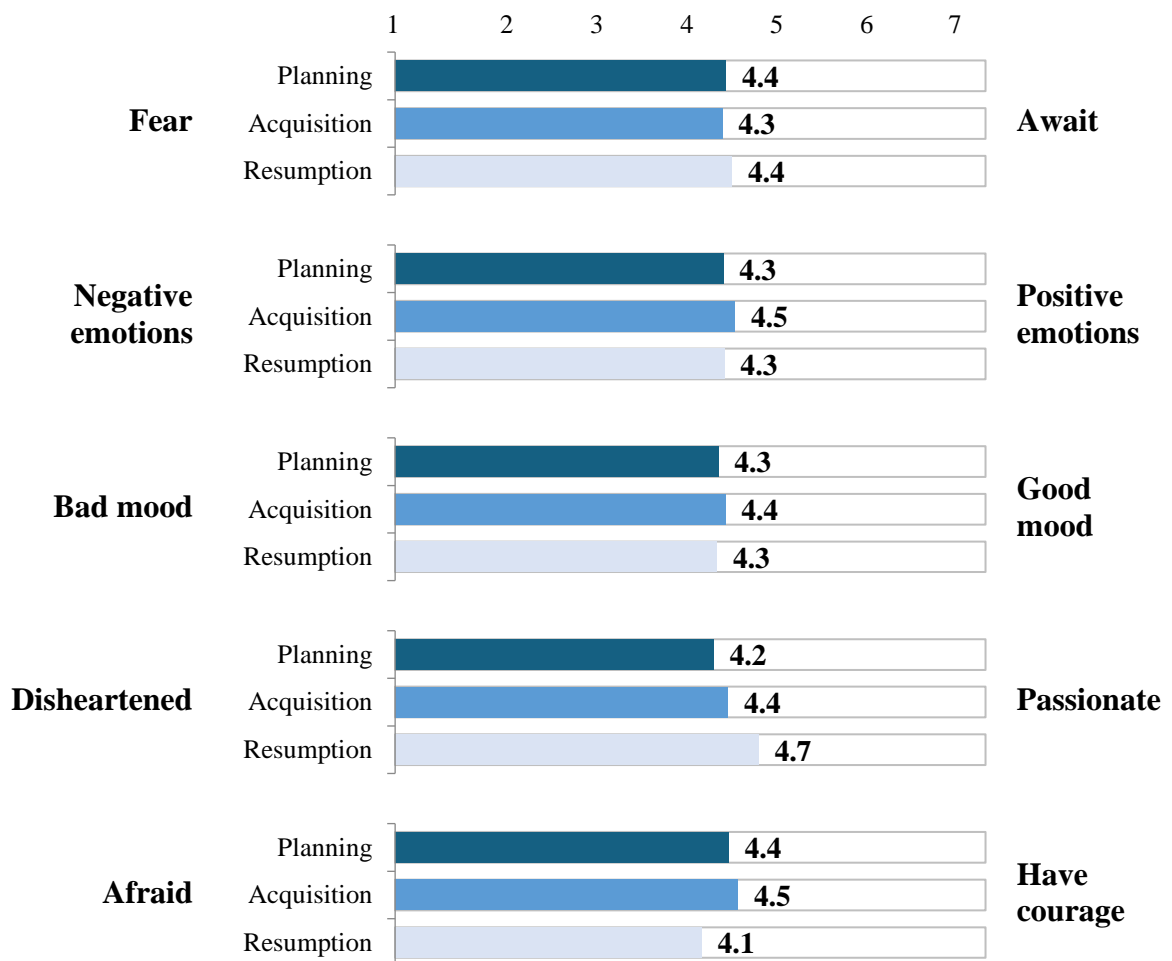 1 2 3 4 5 6 7
Planning 4.4
Fear Acquisition 4.3 Await
Resumption 4.4
Planning 4.3
Negative
emotions
Acquisition 4.5
Positive
emotions
Resumption 4.3
Planning 4.3
Bad mood Acquisition 4.4
Good
mood
Resumption 4.3
Planning 4.2
Disheartened Acquisition 4.4 Passionate
Resumption 4.7
Planning 4.4
Afraid Acquisition 4.5
Have
courage
Resumption 4.1